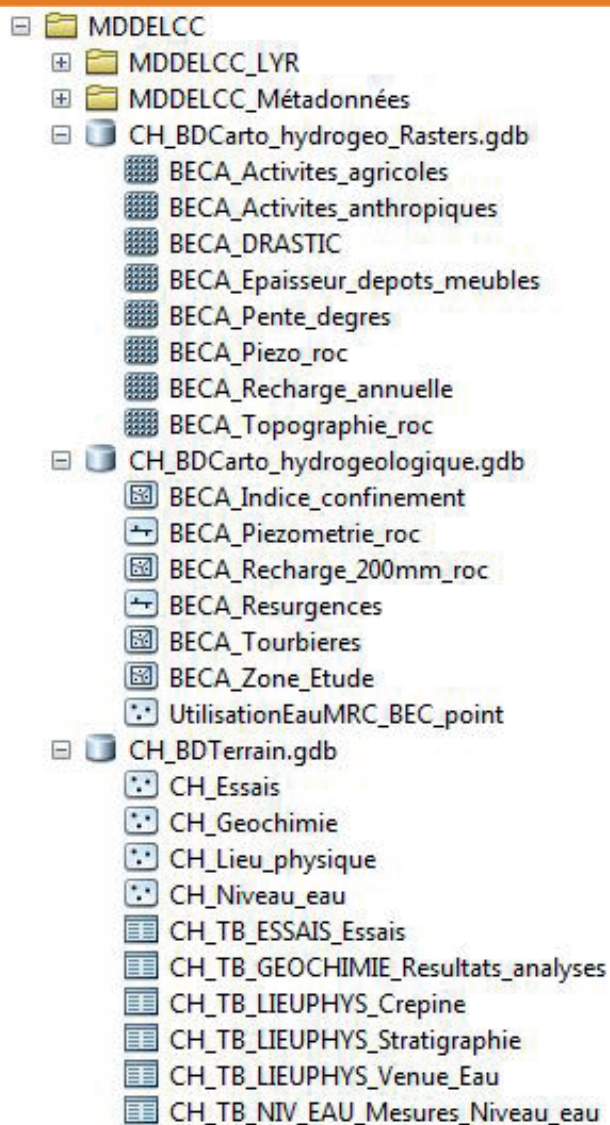 MDDELCC
MDDELCC_LYR
MDDELCC_Métadonnées
CH_BDCarto_hydrogeo_Rasters.gdb
BECA_Activites_agricoles
BECA_Activites_anthropiques
BECA_DRASTIC
BECA_Epaisseur_depots_meubles
BECA_Pente_degres
BECA_Piezo_roc
BECA_Recharge_annuelle
BECA_Topographie_roc
CH_BDCarto_hydrogeologique.gdb
BECA_Indice_confinement
BECA_Piezometrie_roc
BECA_Recharge_200mm_roc
BECA_Resurgences
BECA_Tourbieres
BECA_Zone_Etude
UtilisationEauMRC_BEC_point
CH_BDTerrain.gdb
CH_Essais
CH_Geochimie
CH_Lieu_physique
CH_Niveau_eau
CH_TB_ESSAIS_Essais
CH_TB_GEOCHIMIE_Resultats_analyses
CH_TB_LIEUPHYS_Crepine
CH_TB_LIEUPHYS_Stratigraphie
CH_TB_LIEUPHYS_Venue_Eau
CH_TB_NIV_EAU_Mesures_Niveau_eau